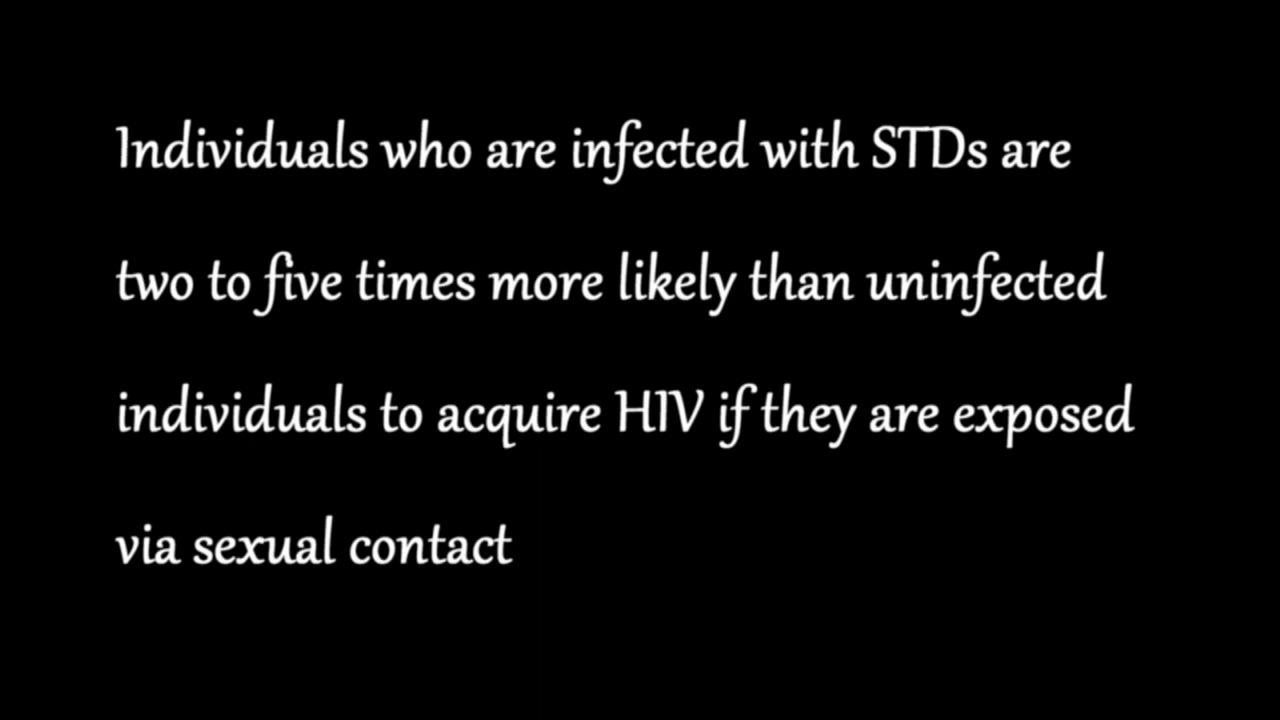 Individuals who are infected with STDs are
two to five times more likely than uninfected
individuals to acquire HIV if they are exposed
via sexual contact